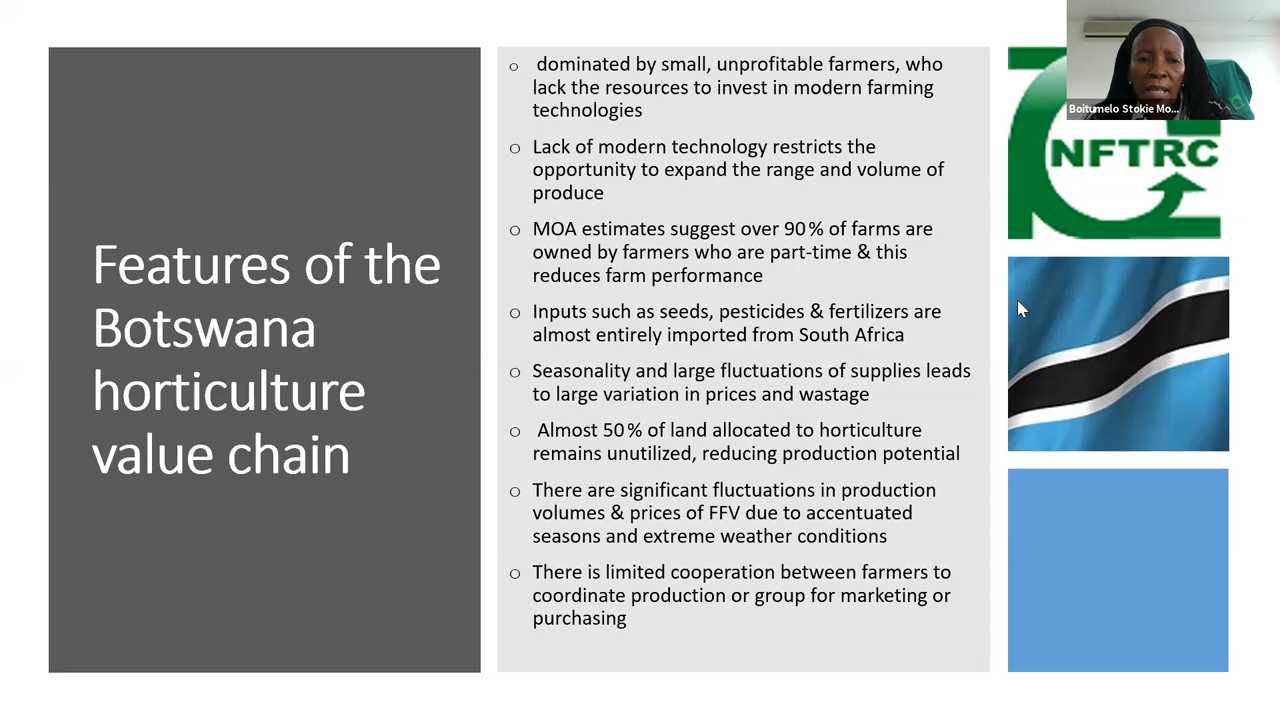 Features of the
Botswana
horticulture
value chain
○ dominated by small, unprofitable farmers, who
lack the resources to invest in modern farming
technologies
○ Lack of modern technology restricts the
opportunity to expand the range and volume of
produce
○ MOA estimates suggest over 90% of farms are
owned by farmers who are part-time & this
reduces farm performance
○ Inputs such as seeds, pesticides & fertilizers are
almost entirely imported from South Africa
○ Seasonality and large fluctuations of supplies leads
to large variation in prices and wastage
○ Almost 50% of land allocated to horticulture
remains unutilized, reducing production potential
○ There are significant fluctuations in production
volumes & prices of FFV due to accentuated
seasons and extreme weather conditions
○ There is limited cooperation between farmers to
coordinate production or group for marketing or
purchasing
Boitumelo Stokie Mo...
NFTRC